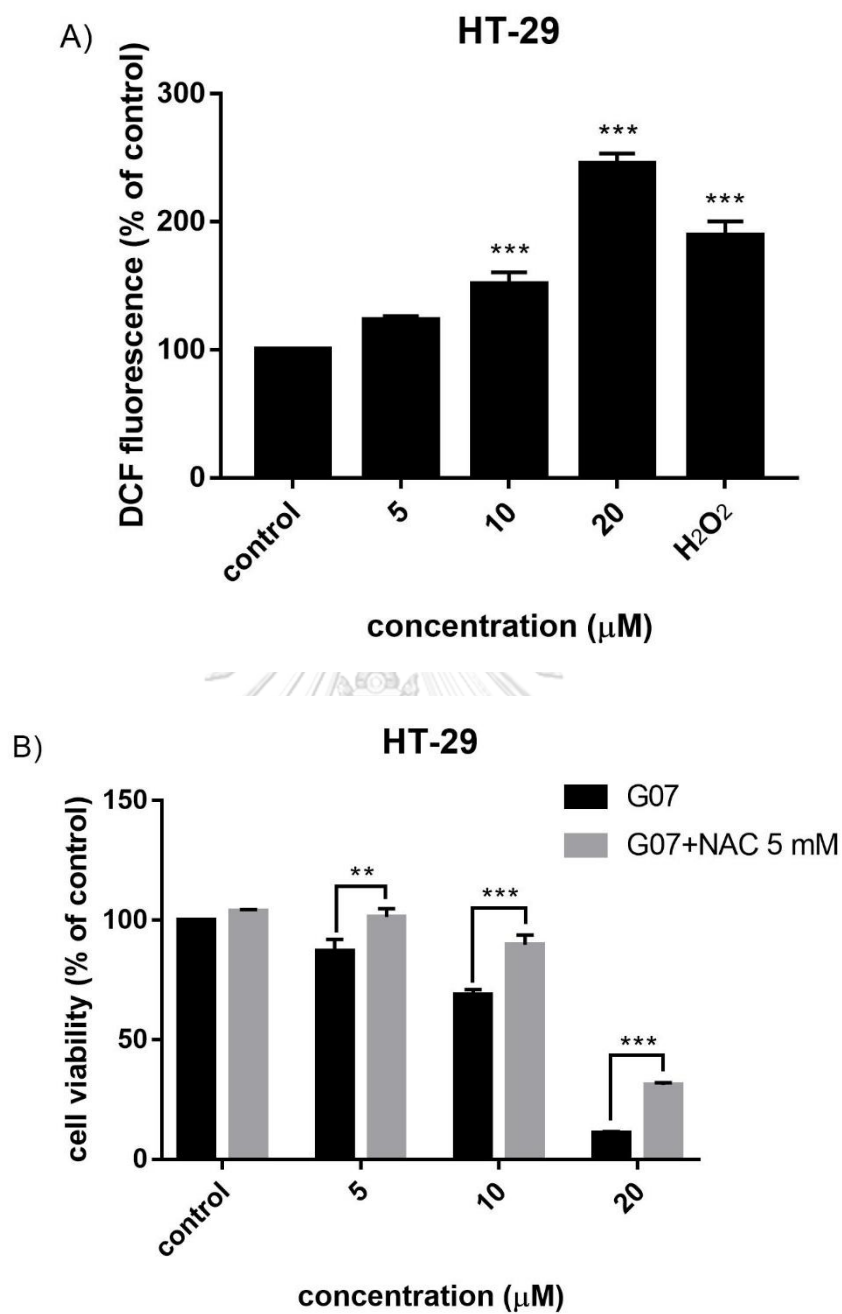 A)
HT-29
DCF fluorescence (% of control)
300
200
100
0
***
***
***
control
5
10
20
H₂O₂
concentration (μM)
B)
HT-29
cell viability (% of control)
150
100
50
0
G07
G07+NAC 5 mM
**
***
***
control
5
10
20
concentration (μM)